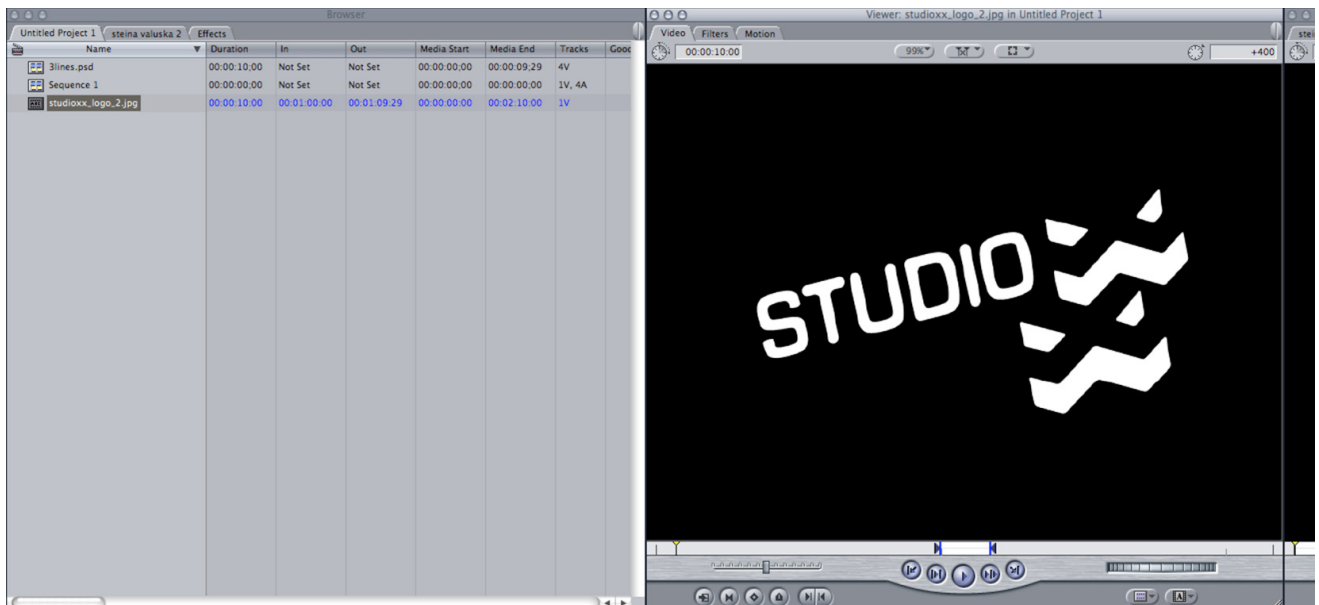 Browser
Untitled Project 1 steina valuska 2 Effects
Name Duration In Out Media Start Media End Tracks
3lines.psd 00:00:10;00 Not Set Not Set 00:00:00;00 00:00:09;29 4V
Sequence 1 00:00:00;00 Not Set Not Set 00:00:00;00 00:00:00;00 1V, 4A
studioxx_logo_2.jpg 00:00:10:00 00:01:00:00 00:01:09:29 00:00:00:00 00:02:10:00 1V
Viewer: studioxx_logo_2.jpg in Untitled Project 1
Video Filters Motion
00:00:10:00 99% +400
STUDIO XX
A